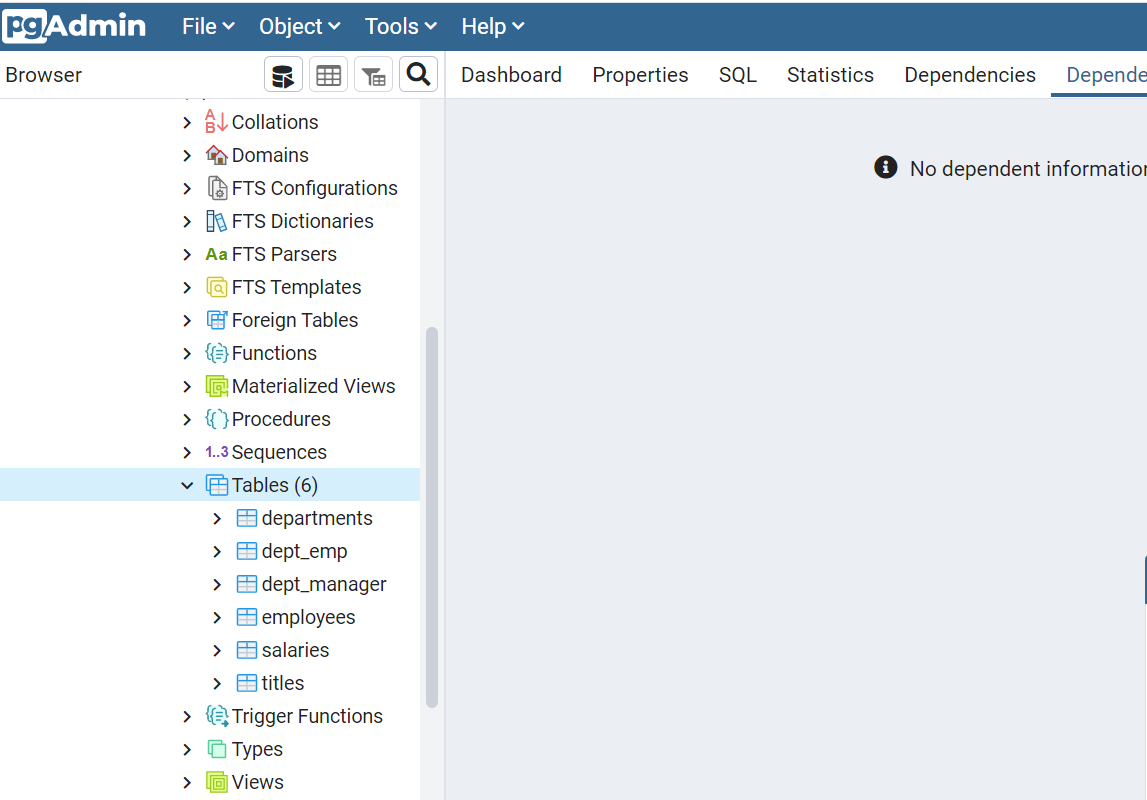 pgAdmin File Object Tools Help
Browser Dashboard Properties SQL Statistics Dependencies Depende
Collations
Domains
FTS Configurations
FTS Dictionaries
Aa FTS Parsers
FTS Templates
Foreign Tables
Functions
Materialized Views
Procedures
1..3 Sequences
Tables (6)
departments
dept_emp
dept_manager
employees
salaries
titles
Trigger Functions
Types
Views
No dependent information